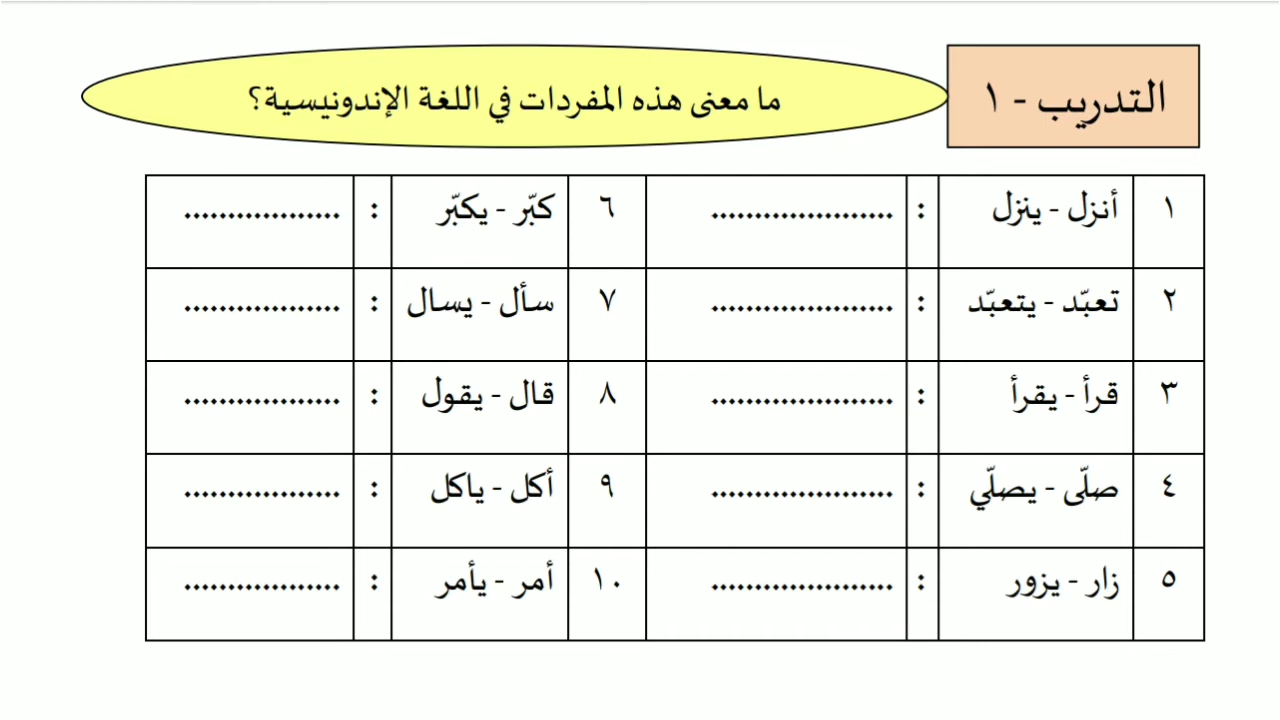 التدريب - ١
ما معنى هذه المفردات في اللغة الإندونيسية؟
١ أنزل - ينزل : ..................... ٦ كبّر - يكبّر : ..................
٢ تعبّد - يتعبّد : ..................... ٧ سأل - يسال : ..................
٣ قرأ - يقرأ : ..................... ٨ قال - يقول : ..................
٤ صلّى - يصلّي : ..................... ٩ أكل - ياكل : ..................
٥ زار - يزور : ..................... ١٠ أمر - يأمر : ..................